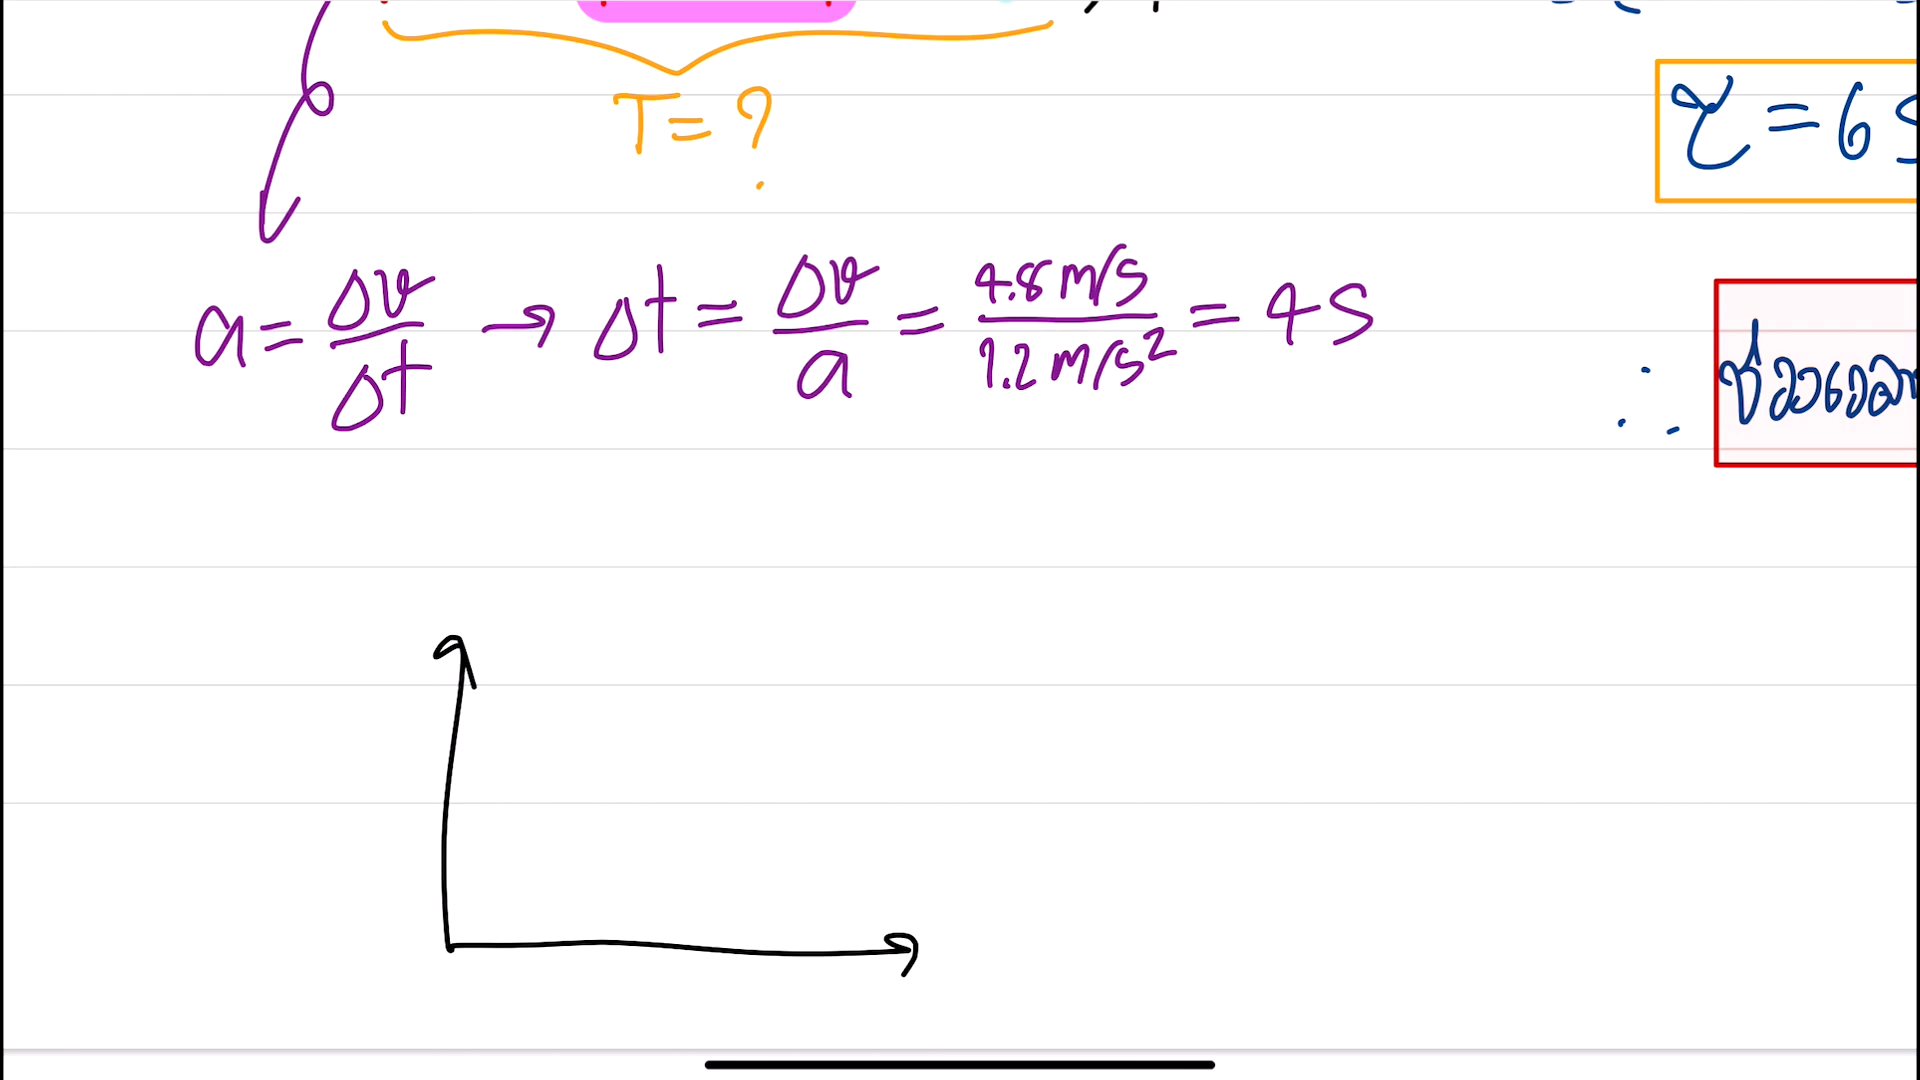 T = ?
τ = 6 s
a = Δv/Δt → Δt = Δv/a = 4.8 m/s / 1.2 m/s² = 4 s
∴